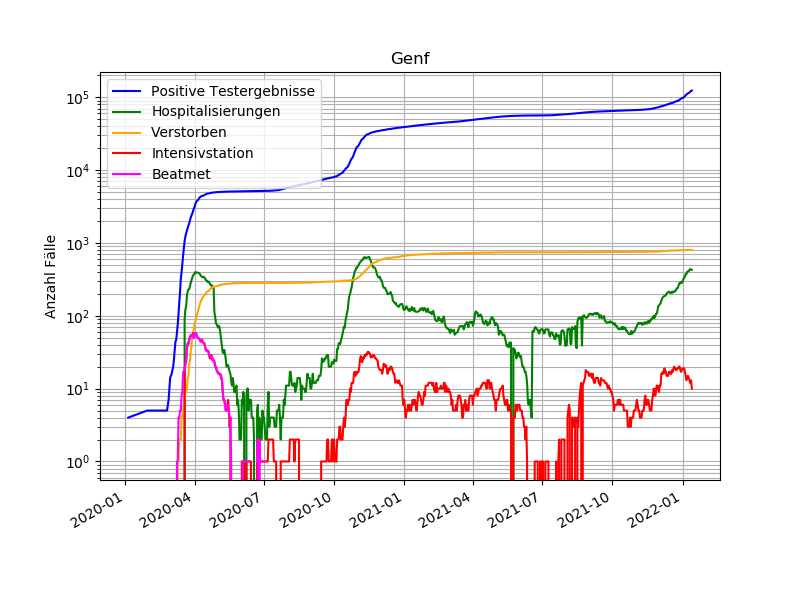 Genf
Positive Testergebnisse
Hospitalisierungen
Verstorben
Intensivstation
Beatmet
Anzahl Fälle
10^5
10^4
10^3
10^2
10^1
10^0
2020-01
2020-04
2020-07
2020-10
2021-01
2021-04
2021-07
2021-10
2022-01